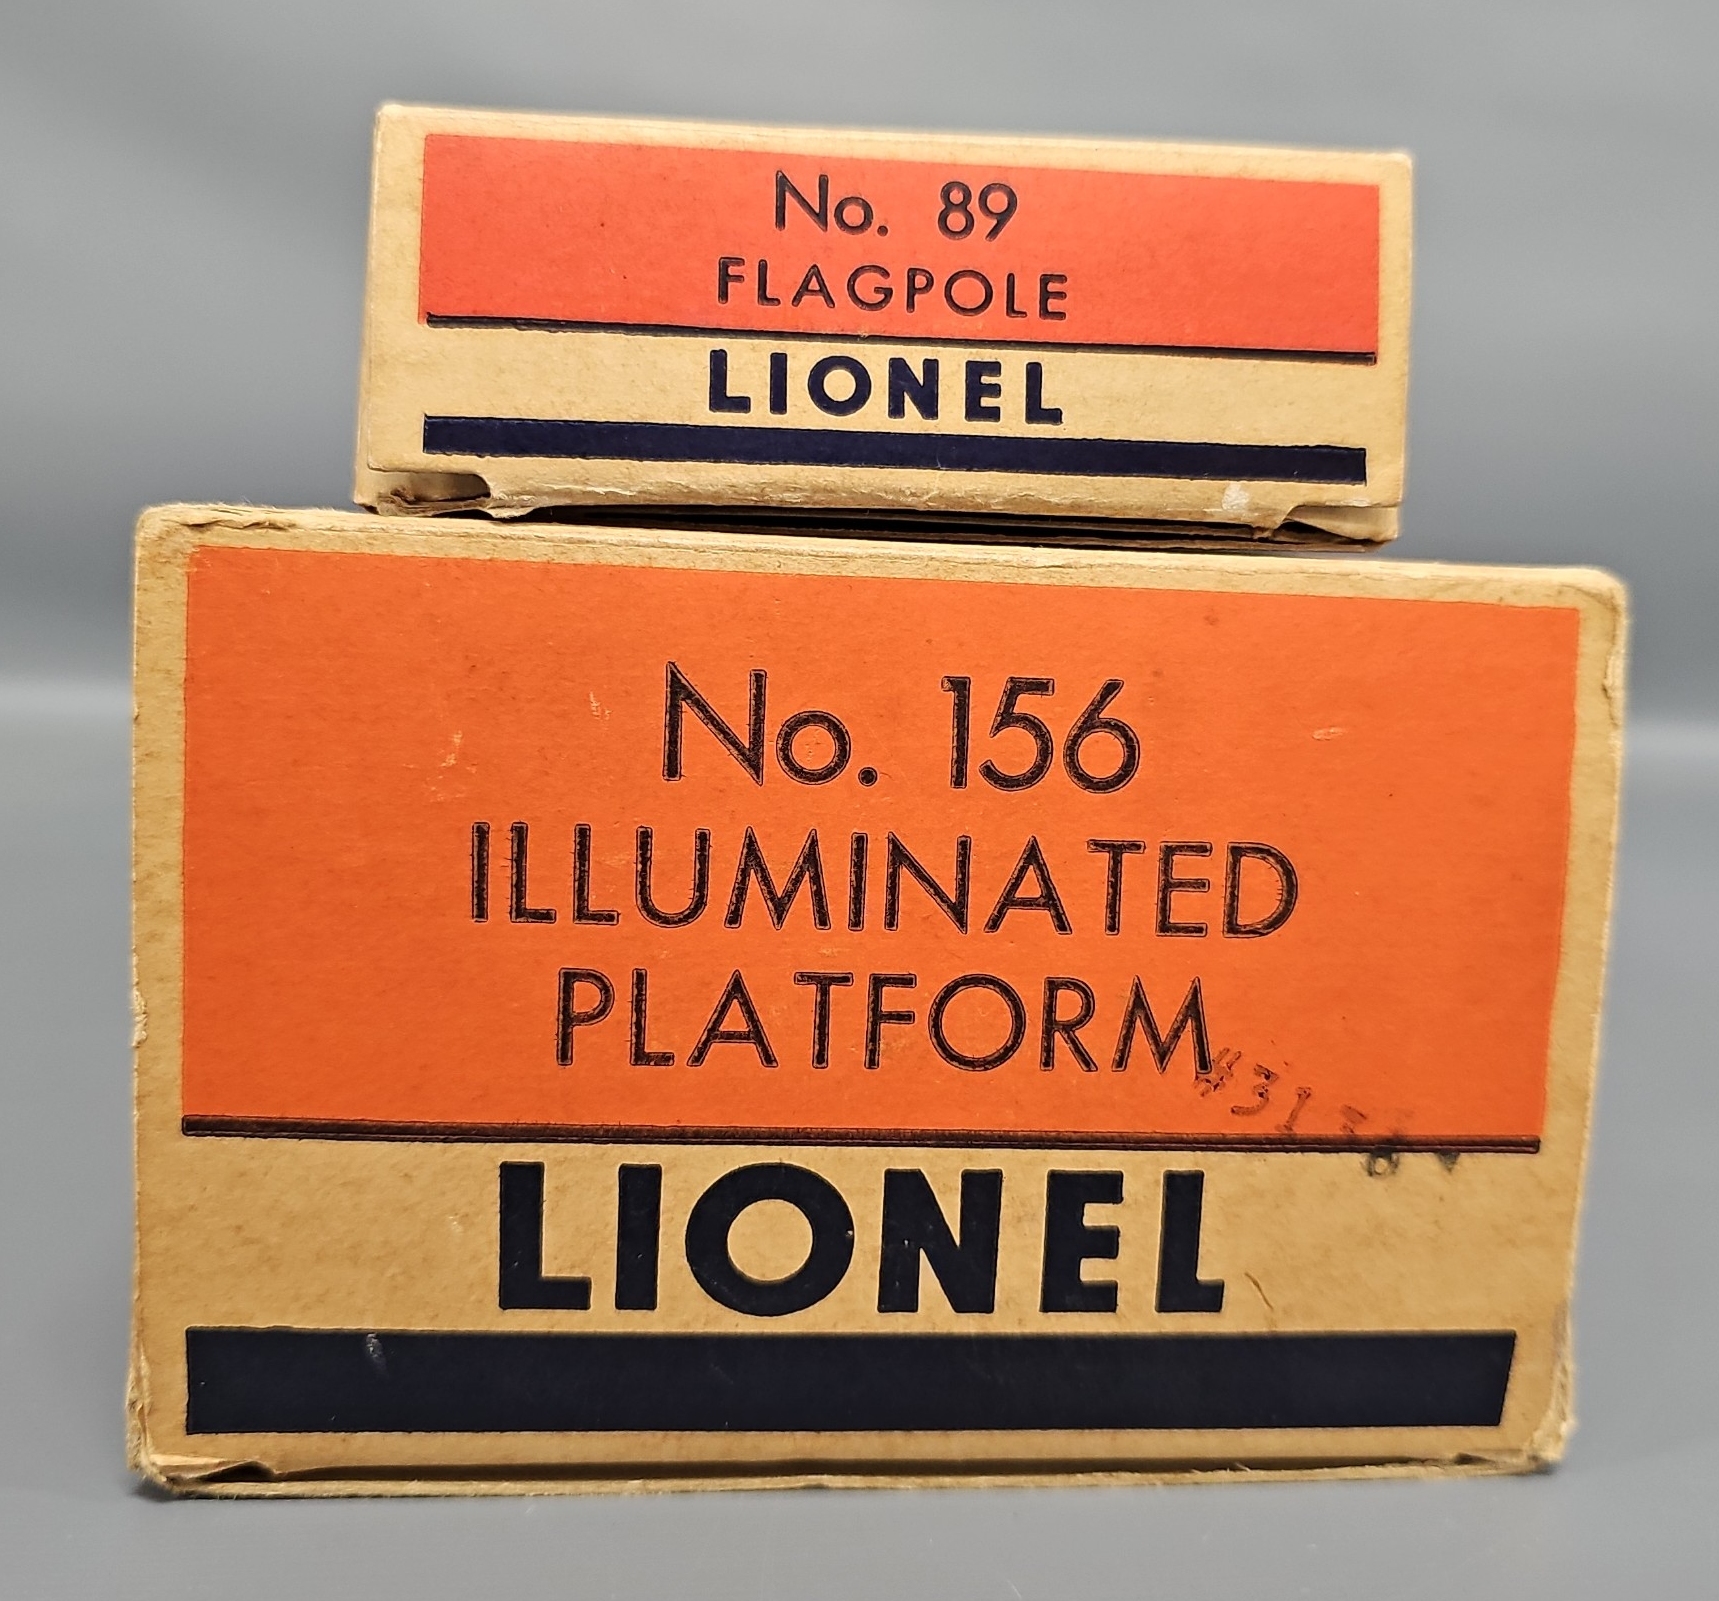 No. 89
FLAGPOLE
LIONEL
No. 156
ILLUMINATED
PLATFORM
LIONEL